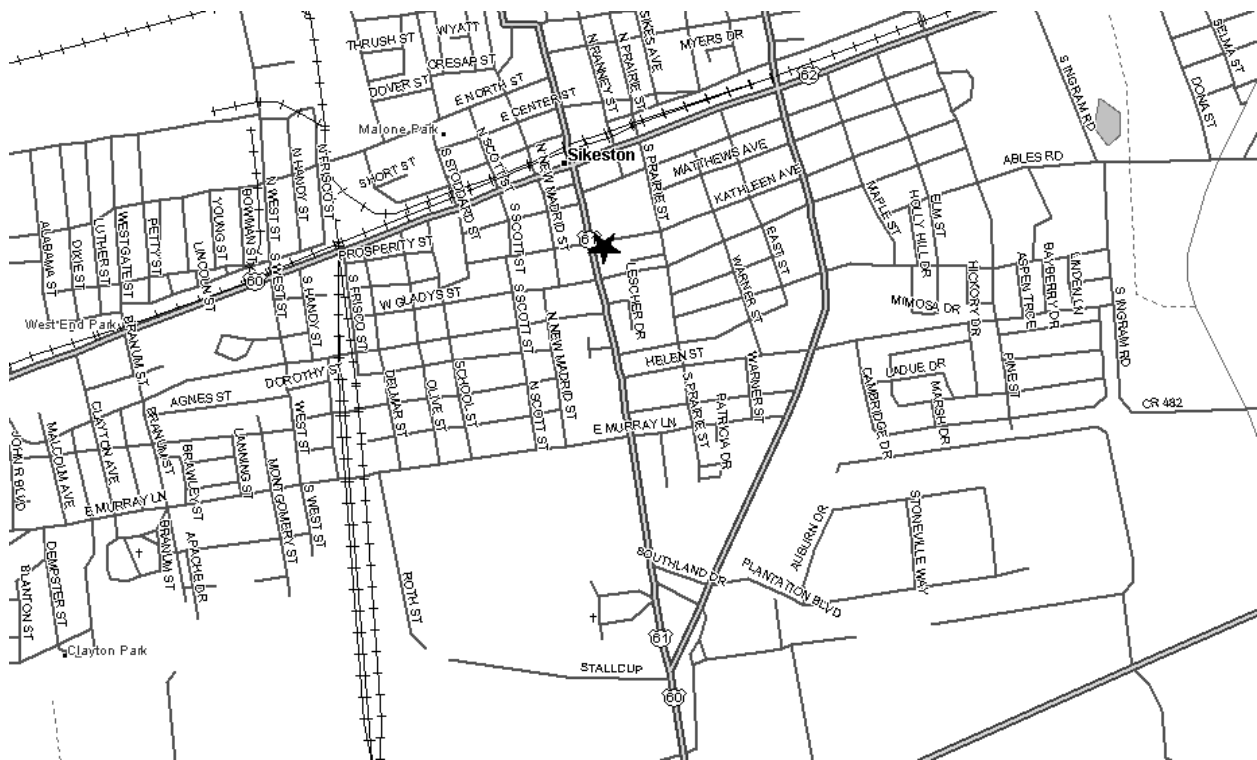 THRUSH ST
WYATT
CRESAP ST
DOVER ST
E NORTH ST
E CENTER ST
N RANNEY ST
N PRAIRIE ST
SIKES AVE
MYERS DR
62
S INGRAM RD
SELMA ST
DONA ST
Malone Park
SHORT ST
S STODDARD ST
N SCOTT ST
N NEW MADRID ST
Sikeston
S PRAIRIE ST
MATTHEWS AVE
KATHLEEN AVE
ABLES RD
N WEST ST
N HANDY ST
N FRISCO ST
ALABAMA ST
DIXIE ST
LUTHER ST
WESTGATE ST
PETTY ST
LINCOLN ST
YOUNG ST
BOWMAN ST
60
PROSPERITY ST
S SCOTT ST
N NEW MADRID ST
61
LESCHER DR
EAST ST
WARNER ST
MAPLE ST
HOLLY HILL DR
ELM ST
HICKORY DR
MIMOSA DR
ASPEN TRCE
BAYBERRY DR
LINDEN LN
S INGRAM RD
West End Park
BRANUM ST
S WEST ST
S HANDY ST
S FRISCO ST
W GLADYS ST
S SCOTT ST
N NEW MADRID ST
HELEN ST
DOROTHY ST
AGNES ST
DELMAR ST
OLIVE ST
SCHOOL ST
N SCOTT ST
S PRAIRIE ST
PATRICIA DR
WARNER ST
CAMBRIDGE DR
LADUE DR
MARSHA DR
PINE ST
CR 482
E MURRAY LN
JOHN R BLVD
MALCOLM AVE
CLAYTON AVE
BRANUM ST
BRAWLEY ST
LANNING ST
WEST ST
MONTGOMERY ST
S WEST ST
E MURRAY LN
BRANUM ST
APACHE DR
BLANTON ST
DEMPSTER ST
Clayton Park
ROTH ST
SOUTHLAND DR
PLANTATION BLVD
AUBURN DR
STONEVILLE WAY
61
STALLCUP
60